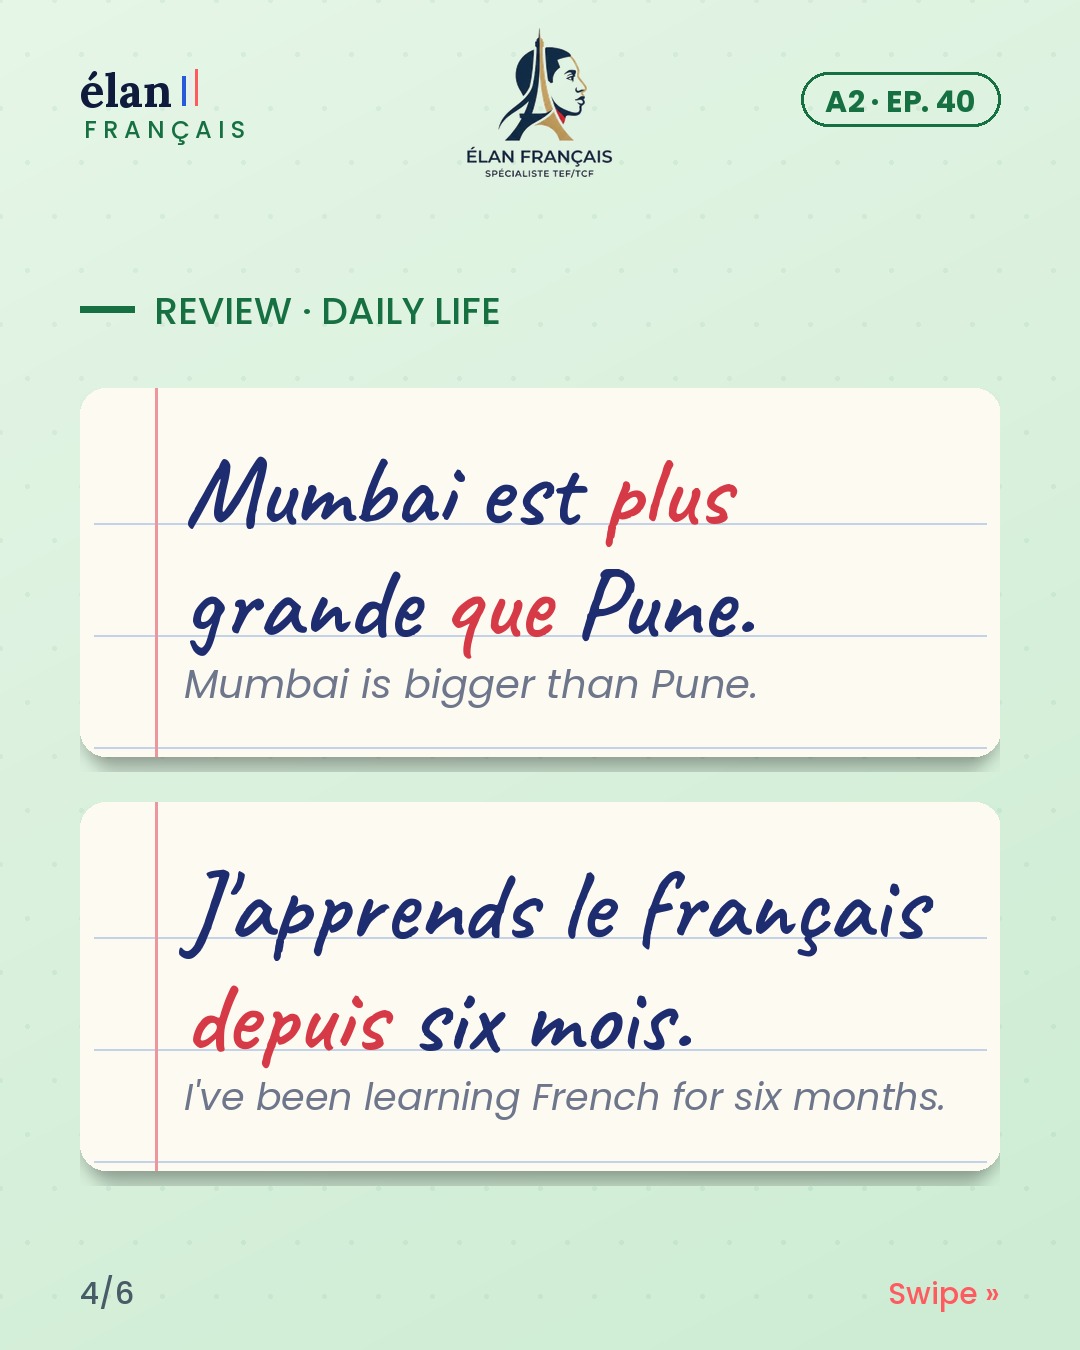 élan
FRANÇAIS
ÉLAN FRANÇAIS
SPÉCIALISTE TEF/TCF
A2 · EP. 40
REVIEW · DAILY LIFE
Mumbai est plus
grande que Pune.
Mumbai is bigger than Pune.
J'apprends le français
depuis six mois.
I've been learning French for six months.
4/6
Swipe »